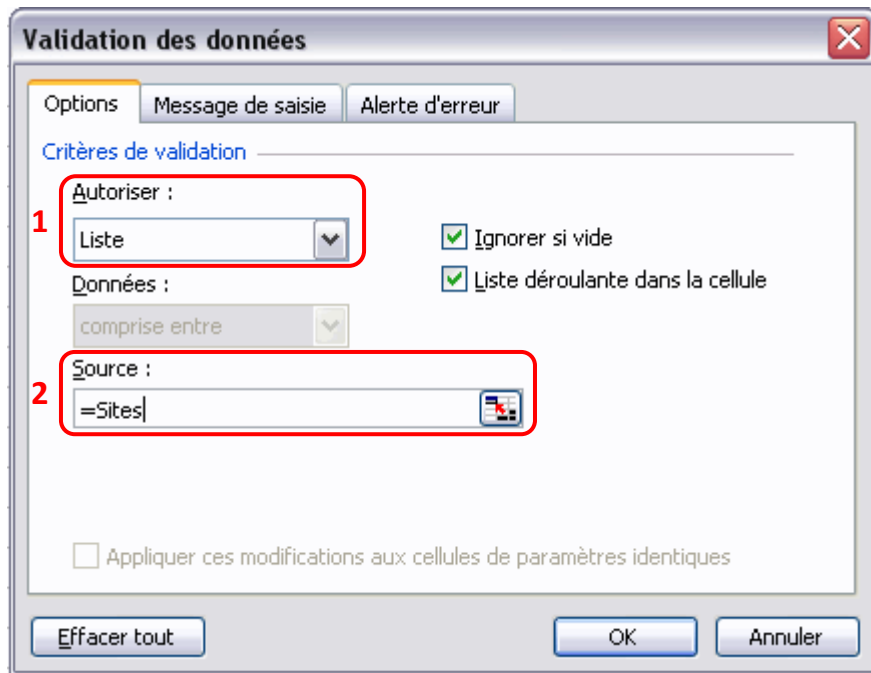 Validation des données
Options Message de saisie Alerte d'erreur
Critères de validation
Autoriser :
1
Liste
Ignorer si vide
Données :
Liste déroulante dans la cellule
comprise entre
Source :
2
=Sites
Appliquer ces modifications aux cellules de paramètres identiques
Effacer tout OK Annuler